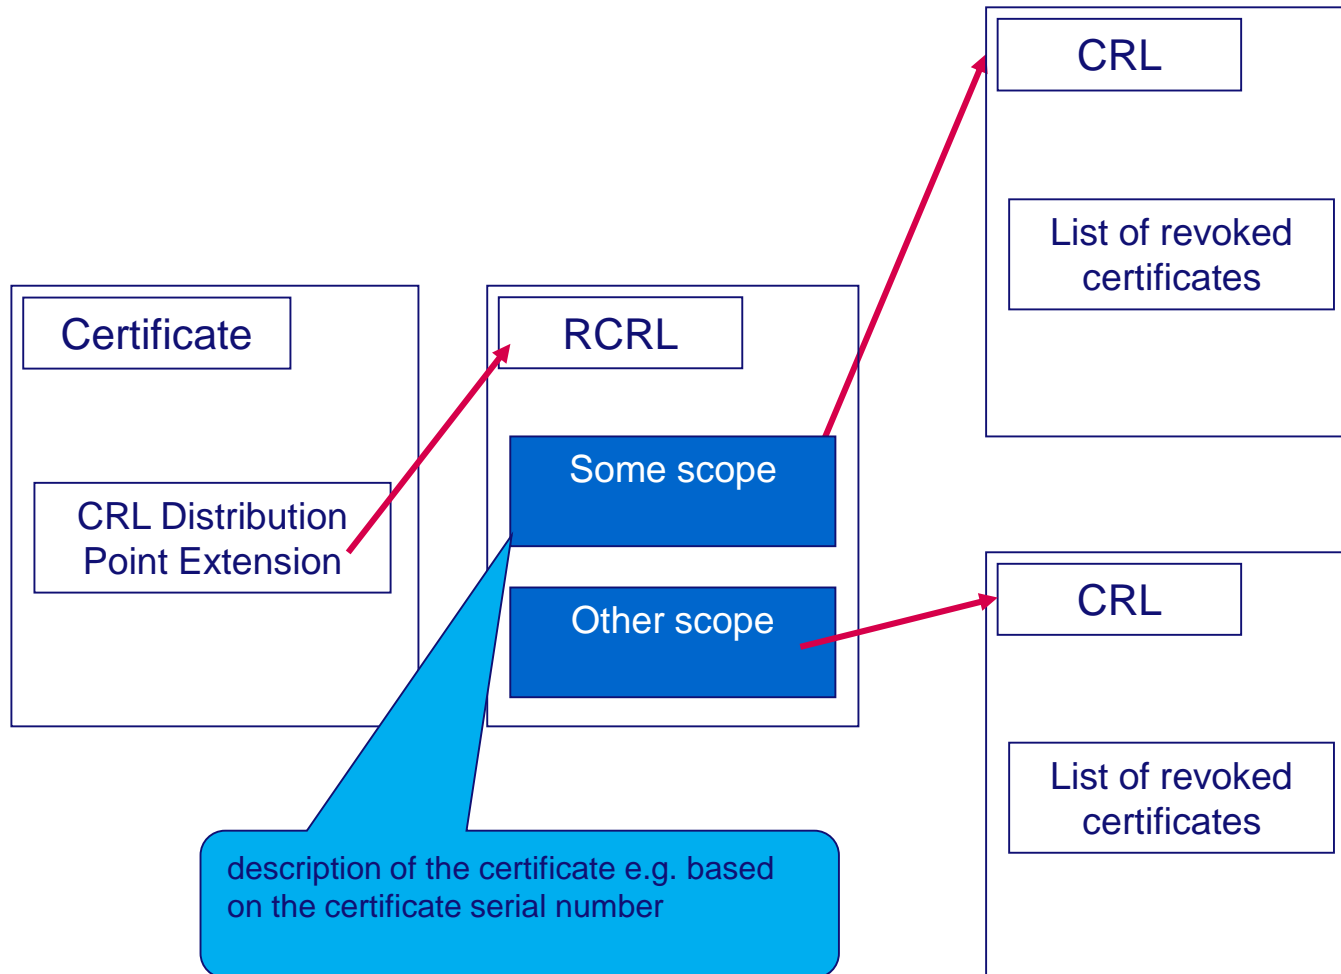 Certificate
CRL Distribution
Point Extension
RCRL
Some scope
Other scope
description of the certificate e.g. based
on the certificate serial number
CRL
List of revoked
certificates
CRL
List of revoked
certificates